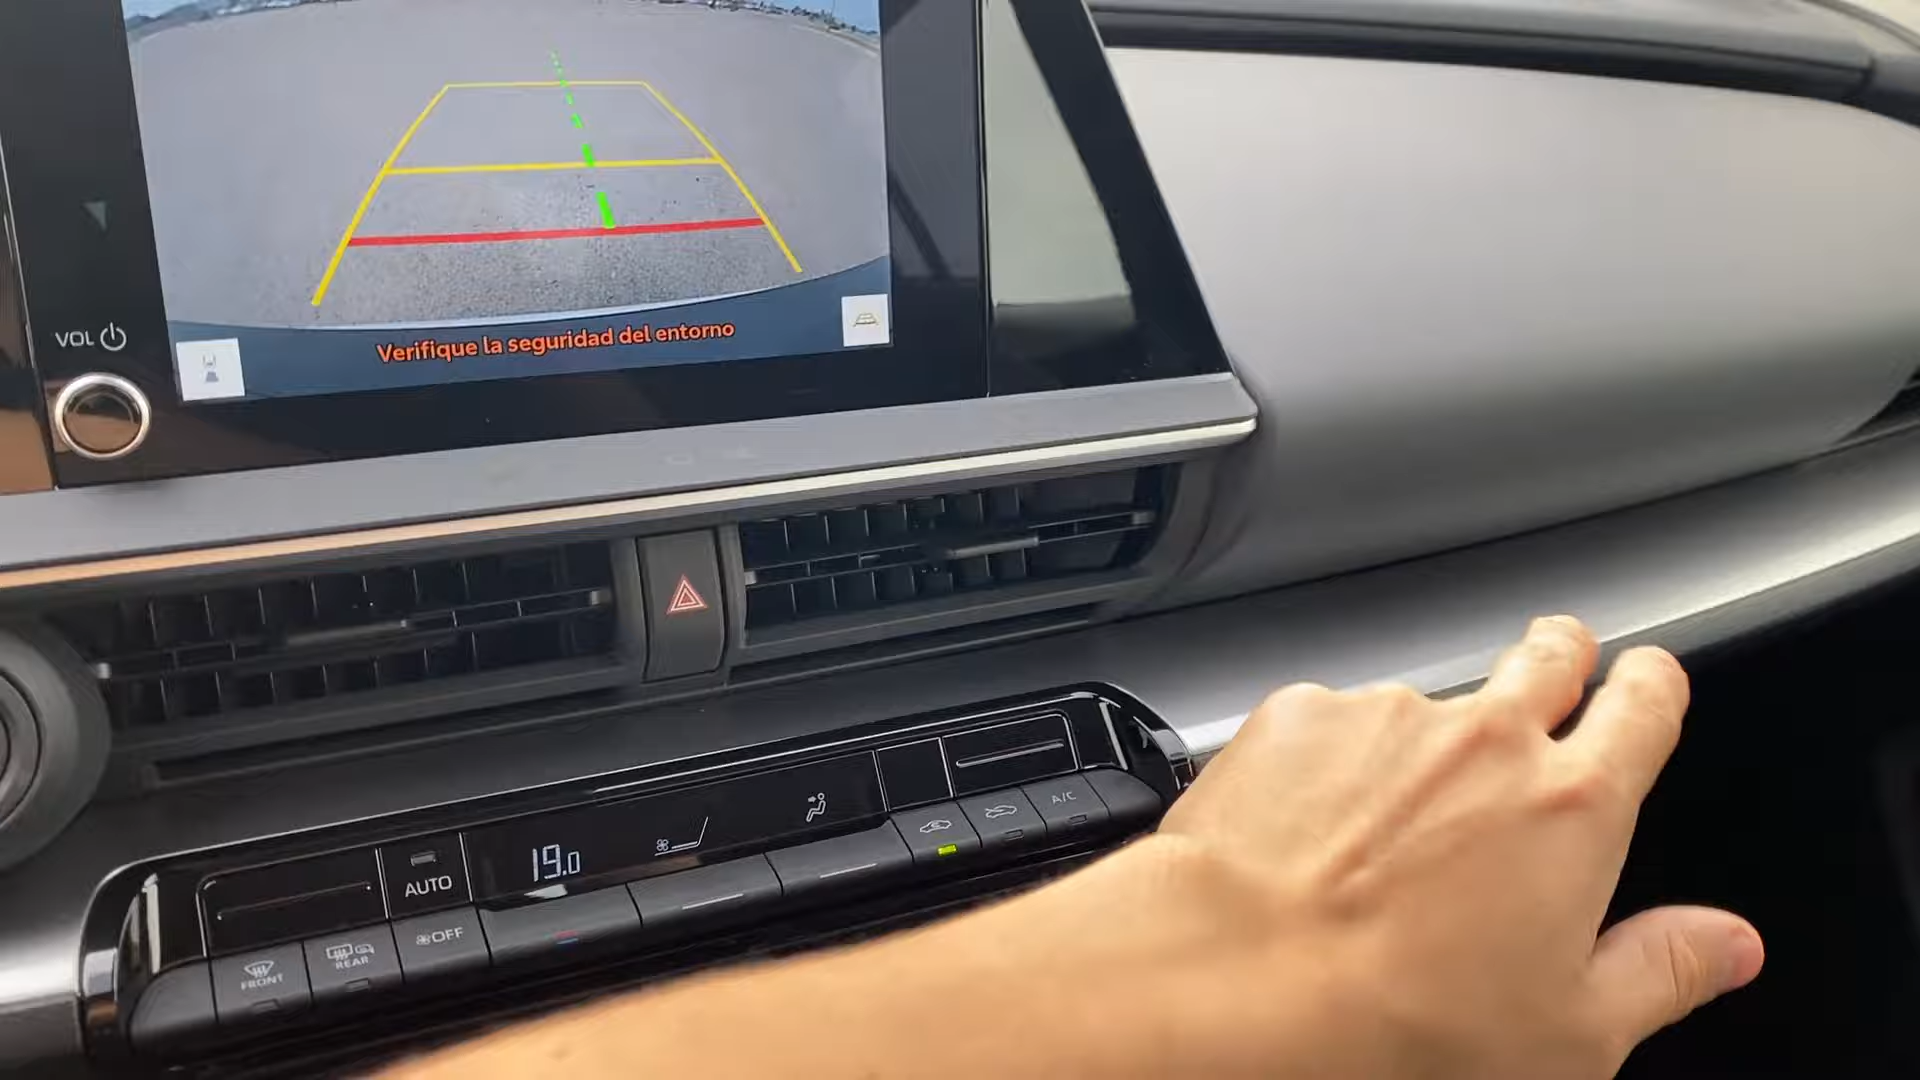 VOL
Verifique la seguridad del entorno
AUTO
19.0
A/C
OFF
REAR
FRONT